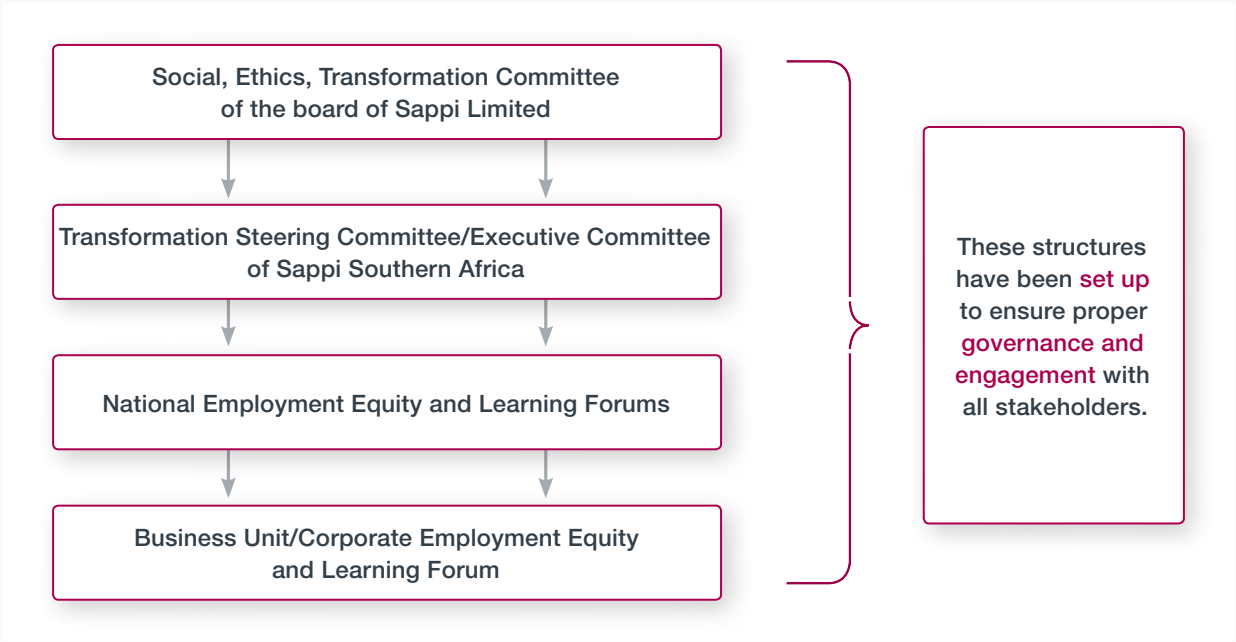 Social, Ethics, Transformation Committee
of the board of Sappi Limited
Transformation Steering Committee/Executive Committee
of Sappi Southern Africa
National Employment Equity and Learning Forums
Business Unit/Corporate Employment Equity
and Learning Forum
These structures
have been set up
to ensure proper
governance and
engagement with
all stakeholders.